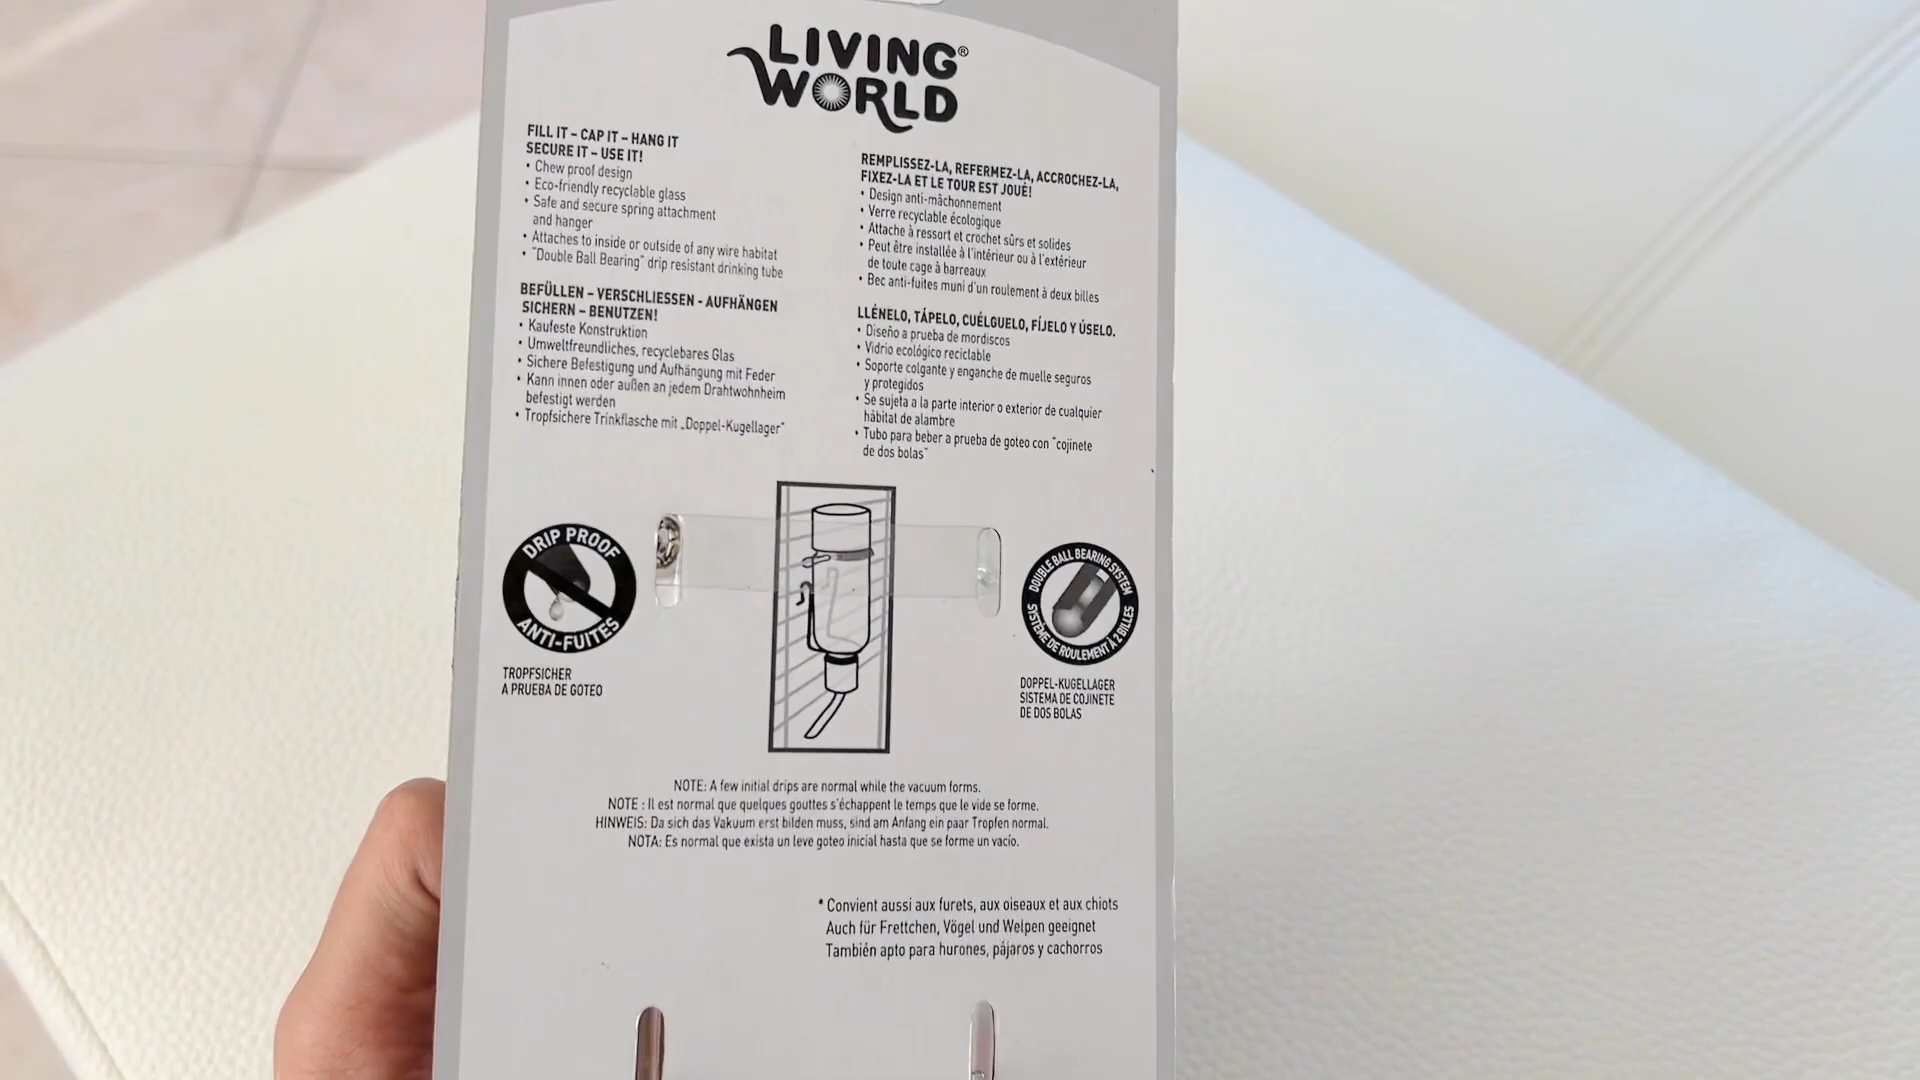 LIVING®
WORLD
FILL IT – CAP IT – HANG IT
SECURE IT – USE IT!
• Chew proof design
• Eco-friendly recyclable glass
• Safe and secure spring attachment
and hanger
• Attaches to inside or outside of any wire habitat
• "Double Ball Bearing" drip resistant drinking tube
REMPLISSEZ-LA, REFERMEZ-LA, ACCROCHEZ-LA,
FIXEZ-LA ET LE TOUR EST JOUÉ!
• Design anti-mâchonnement
• Verre recyclable écologique
• Attache à ressort et crochet sûrs et solides
• Peut être installée à l'intérieur ou à l'extérieur
de toute cage à barreaux
• Bec anti-fuites muni d'un roulement à deux billes
BEFÜLLEN – VERSCHLIESSEN - AUFHÄNGEN
SICHERN – BENUTZEN!
• Kaufeste Konstruktion
• Umweltfreundliches, recyclebares Glas
• Sichere Befestigung und Aufhängung mit Feder
• Kann innen oder außen an jedem Drahtwohnheim
befestigt werden
• Tropfsichere Trinkflasche mit „Doppel-Kugellager"
LLÉNELO, TÁPELO, CUÉLGUELO, FÍJELO Y ÚSELO.
• Diseño a prueba de mordiscos
• Vidrio ecológico reciclable
• Soporte colgante y enganche de muelle seguros
y protegidos
• Se sujeta a la parte interior o exterior de cualquier
hábitat de alambre
• Tubo para beber a prueba de goteo con "cojinete
de dos bolas"
DRIP PROOF
ANTI-FUITES
TROPFSICHER
A PRUEBA DE GOTEO
DOUBLE BALL BEARING SYSTEM
SYSTÈME DE ROULEMENT À 2 BILLES
DOPPEL-KUGELLAGER
SISTEMA DE COJINETE
DE DOS BOLAS
NOTE: A few initial drips are normal while the vacuum forms.
NOTE : Il est normal que quelques gouttes s'échappent le temps que le vide se forme.
HINWEIS: Da sich das Vakuum erst bilden muss, sind am Anfang ein paar Tropfen normal.
NOTA: Es normal que exista un leve goteo inicial hasta que se forme un vacío.
* Convient aussi aux furets, aux oiseaux et aux chiots
Auch für Frettchen, Vögel und Welpen geeignet
También apto para hurones, pájaros y cachorros